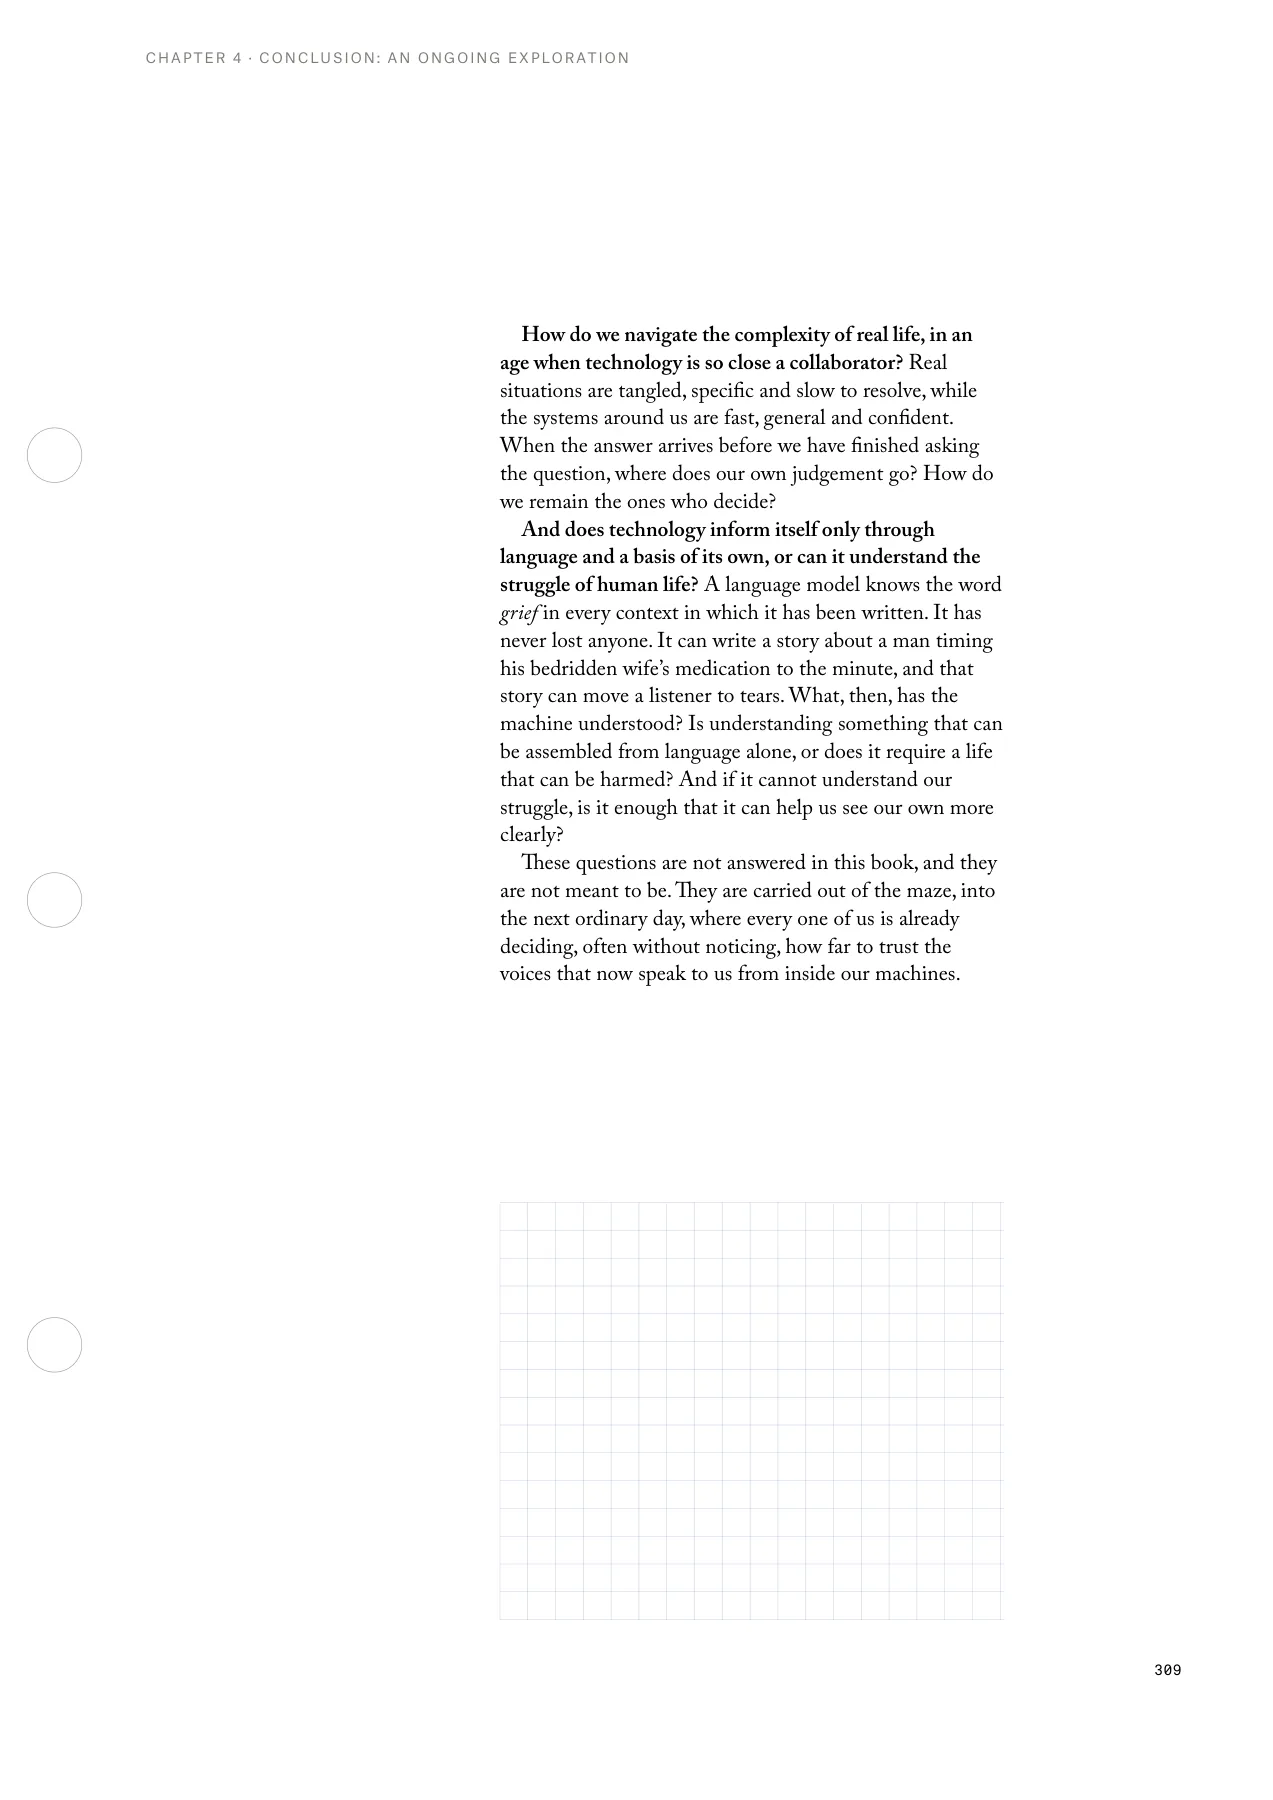 CHAPTER 4 · CONCLUSION: AN ONGOING EXPLORATION
How do we navigate the complexity of real life, in an
age when technology is so close a collaborator? Real
situations are tangled, specific and slow to resolve, while
the systems around us are fast, general and confident.
When the answer arrives before we have finished asking
the question, where does our own judgement go? How do
we remain the ones who decide?
And does technology inform itself only through
language and a basis of its own, or can it understand the
struggle of human life? A language model knows the word
grief in every context in which it has been written. It has
never lost anyone. It can write a story about a man timing
his bedridden wife’s medication to the minute, and that
story can move a listener to tears. What, then, has the
machine understood? Is understanding something that can
be assembled from language alone, or does it require a life
that can be harmed? And if it cannot understand our
struggle, is it enough that it can help us see our own more
clearly?
These questions are not answered in this book, and they
are not meant to be. They are carried out of the maze, into
the next ordinary day, where every one of us is already
deciding, often without noticing, how far to trust the
voices that now speak to us from inside our machines.
309